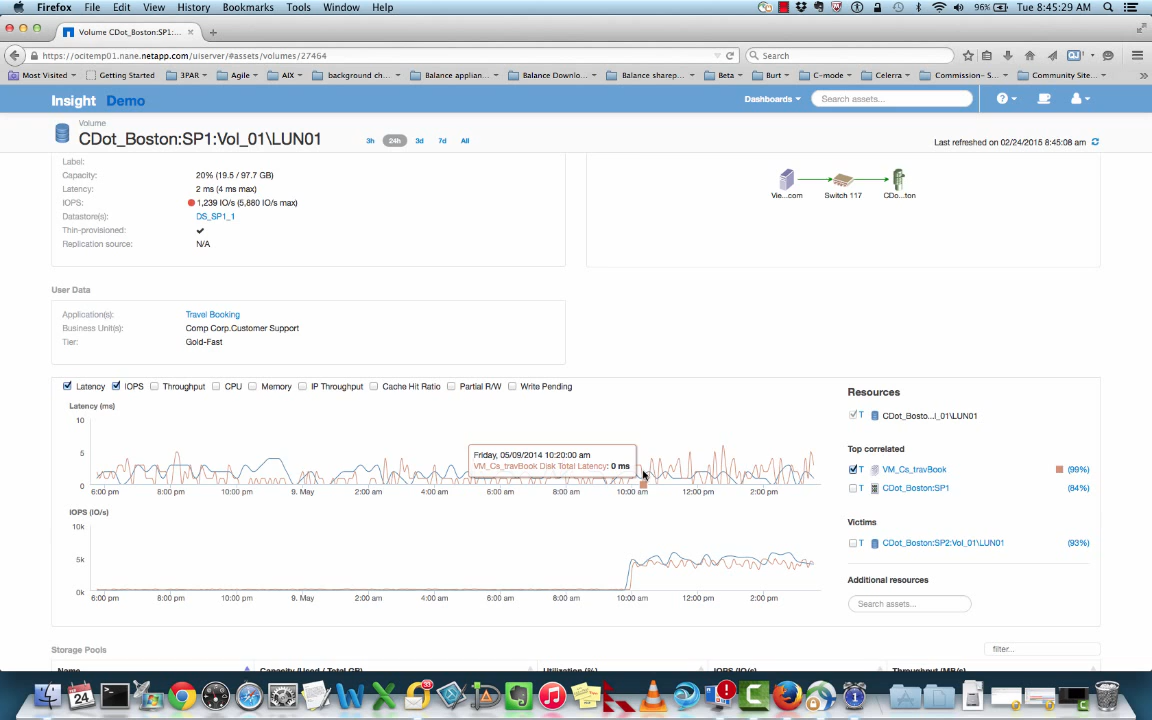 Firefox File Edit View History Bookmarks Tools Window Help 96% Tue 8:45:29 AM
Volume CDot_Boston:SP1:...
https://ocitemp01.nane.netapp.com/uiserver/#assets/volumes/27464 Search
Most Visited Getting Started 3PAR Agile AIX background ch... Balance applian... Balance Downlo... Balance sharep... Beta Burt C-mode Celerra Commission- S... Community Site...
Insight Demo Dashboards Search assets...
Volume
CDot_Boston:SP1:Vol_01\LUN01 3h 24h 3d 7d All Last refreshed on 02/24/2015 8:45:08 am
Label:
Capacity: 20% (19.5 / 97.7 GB)
Latency: 2 ms (4 ms max)
IOPS: 1,239 IO/s (5,880 IO/s max)
Datastore(s): DS_SP1_1
Thin-provisioned:
Replication source: N/A
Vie...com Switch 117 CDo...ton
User Data
Application(s): Travel Booking
Business Unit(s): Comp Corp.Customer Support
Tier: Gold-Fast
Latency IOPS Throughput CPU Memory IP Throughput Cache Hit Ratio Partial R/W Write Pending
Latency (ms)
10
5
0
6:00 pm 8:00 pm 10:00 pm 9. May 2:00 am 4:00 am 6:00 am 8:00 am 10:00 am 12:00 pm 2:00 pm
Friday, 05/09/2014 10:20:00 am
VM_Cs_travBook Disk Total Latency: 0 ms
IOPS (IO/s)
10k
5k
0k
6:00 pm 8:00 pm 10:00 pm 9. May 2:00 am 4:00 am 6:00 am 8:00 am 10:00 am 12:00 pm 2:00 pm
Resources
T CDot_Bosto...l_01\LUN01
Top correlated
T VM_Cs_travBook (99%)
T CDot_Boston:SP1 (84%)
Victims
T CDot_Boston:SP2:Vol_01\LUN01 (93%)
Additional resources
Search assets...
Storage Pools filter...
Name Capacity (Used / Total GB) Utilization (%) IOPS (IO/s) Throughput (MB/s)
FEB
24